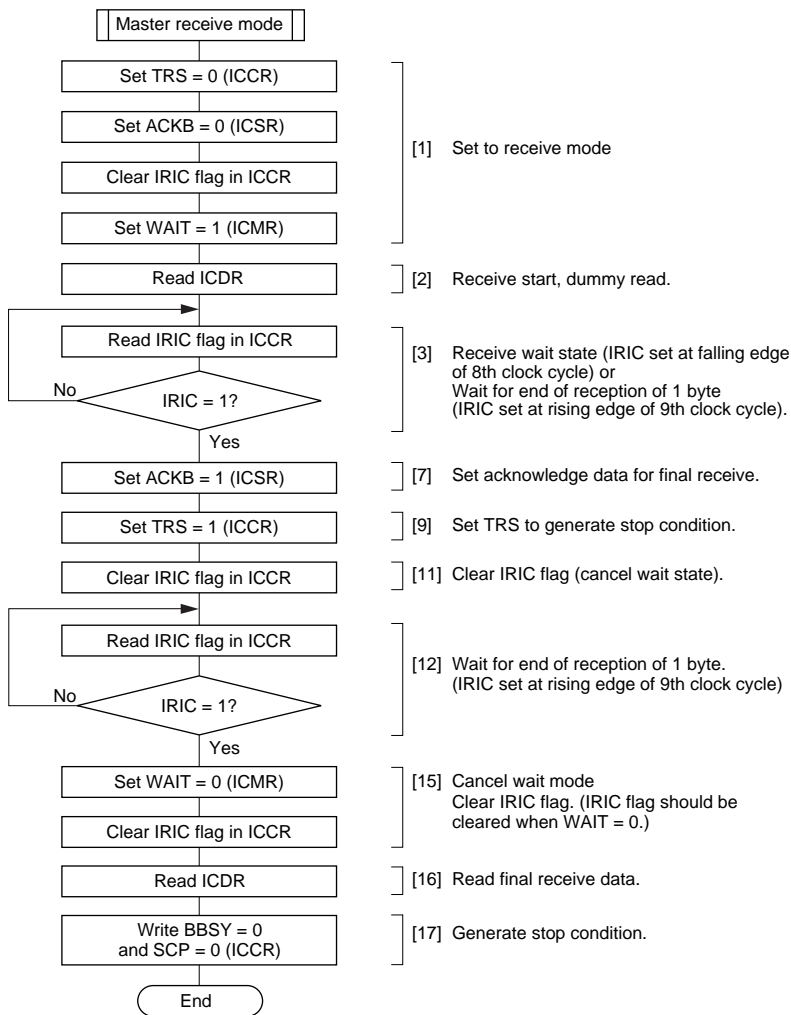 Master receive mode
Set TRS = 0 (ICCR)
Set ACKB = 0 (ICSR)
Clear IRIC flag in ICCR
Set WAIT = 1 (ICMR)
[1] Set to receive mode
Read ICDR
[2] Receive start, dummy read.
Read IRIC flag in ICCR
No
IRIC = 1?
Yes
[3] Receive wait state (IRIC set at falling edge
of 8th clock cycle) or
Wait for end of reception of 1 byte
(IRIC set at rising edge of 9th clock cycle).
Set ACKB = 1 (ICSR)
[7] Set acknowledge data for final receive.
Set TRS = 1 (ICCR)
[9] Set TRS to generate stop condition.
Clear IRIC flag in ICCR
[11] Clear IRIC flag (cancel wait state).
Read IRIC flag in ICCR
No
IRIC = 1?
Yes
[12] Wait for end of reception of 1 byte.
(IRIC set at rising edge of 9th clock cycle)
Set WAIT = 0 (ICMR)
Clear IRIC flag in ICCR
[15] Cancel wait mode
Clear IRIC flag. (IRIC flag should be
cleared when WAIT = 0.)
Read ICDR
[16] Read final receive data.
Write BBSY = 0
and SCP = 0 (ICCR)
[17] Generate stop condition.
End